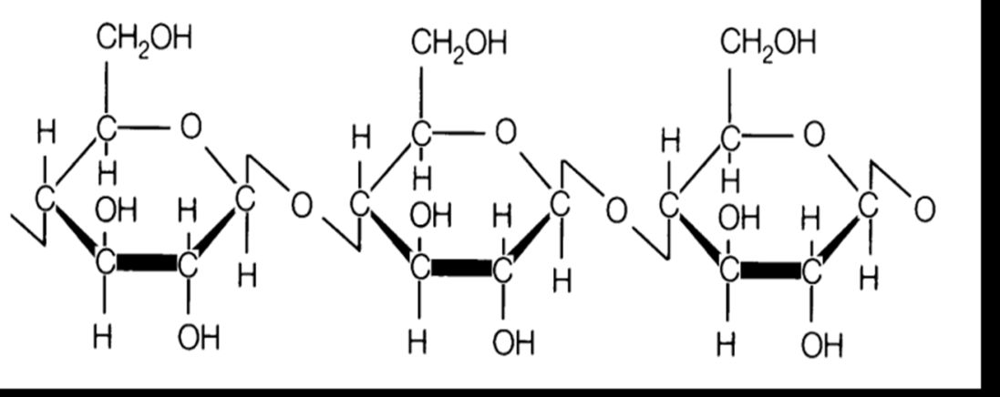 CH₂OH CH₂OH CH₂OH
H C O H C O H C O
H H H
C OH H C O C OH H C O C OH H C O
C C H C C H C C H
H OH H OH H OH